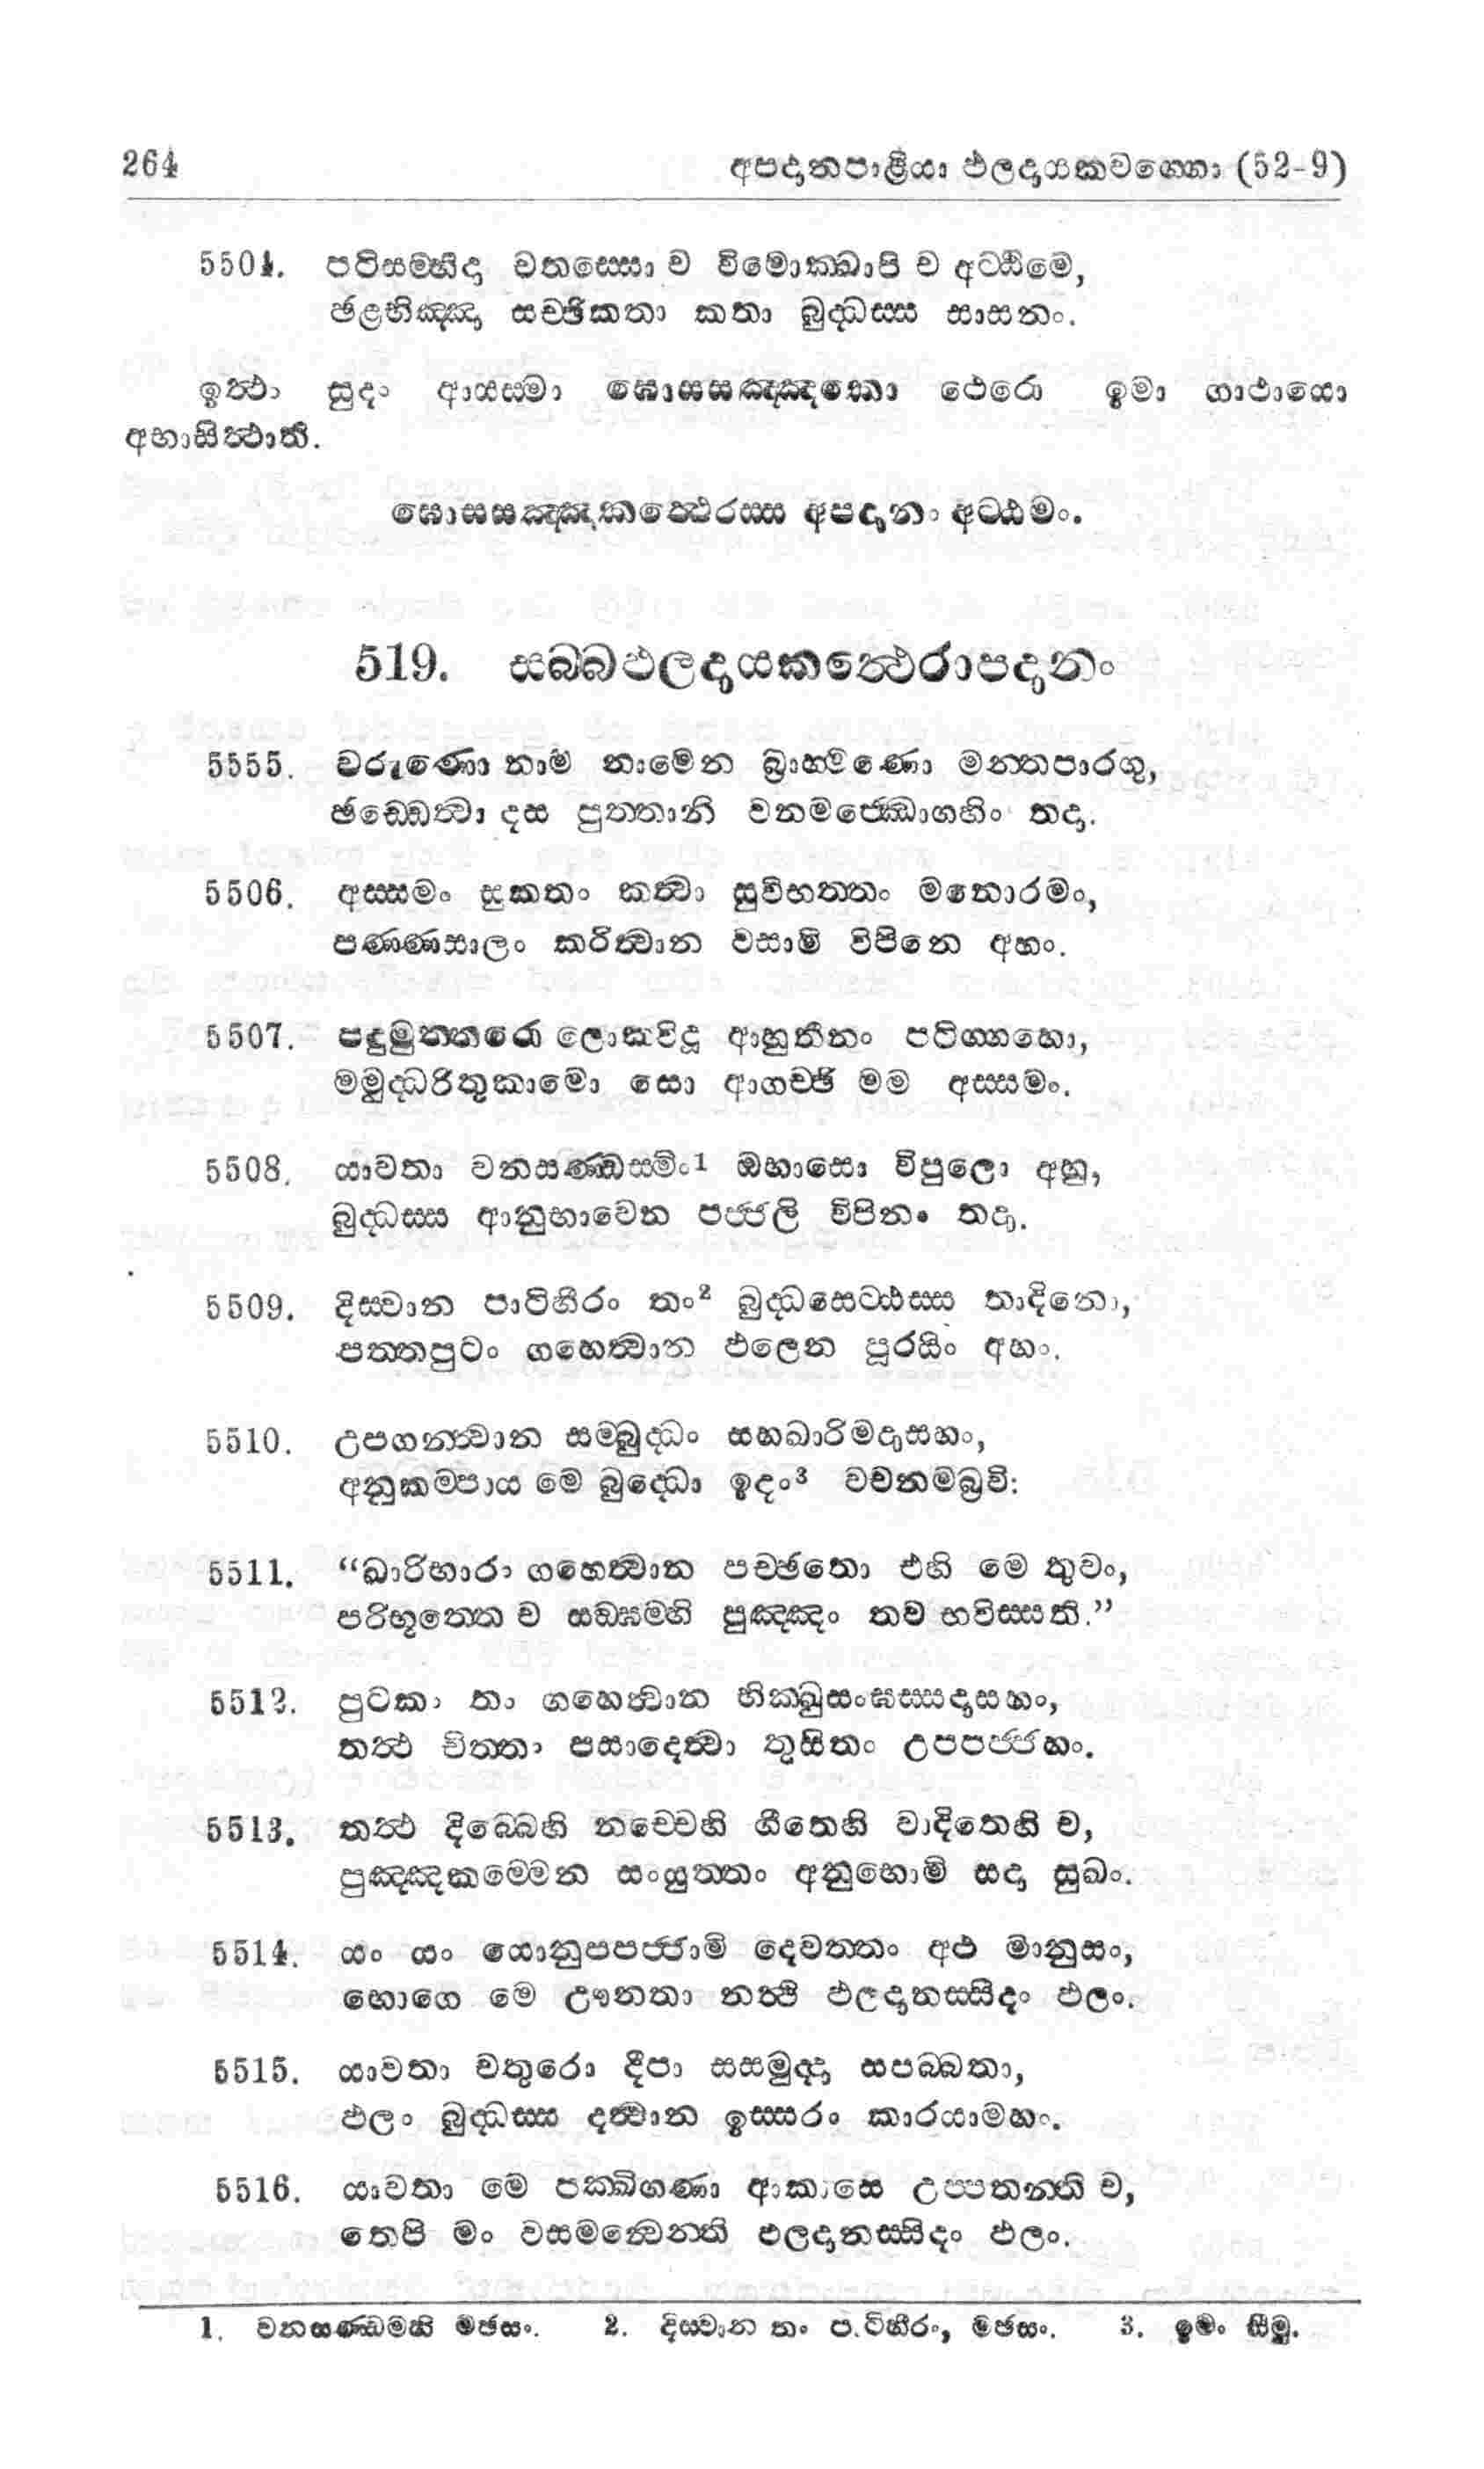 264 අපදානපාළියා ඵලදායකවග්ගො (52-9)
5504. පටිසම්භිදා චතස්සො ච විමොක්ඛාපි ච අට්ඨිමෙ,
ඡළභිඤ්ඤා සච්ඡිකතා කතා බුද්ධස්ස සාසනං.
ඉත්ථං සුදං ආයස්මා ඝොසසඤ්ඤකො ථෙරො ඉමා ගාථායො
අභාසිත්ථාති.
ඝොසසඤ්ඤකත්ථෙරස්ස අපදානං අට්ඨමං.
519. සබ්බඵලදායකත්ථෙරාපදානං
5555. වරුණො නාම නාමෙන බ්‍රාහ්මණො මන්තපාරගු,
ඡඩ්ඩෙත්වා දස පුත්තානි වනමජ්ඣොගහිං තදා.
5506. අස්සමං සුකතං කත්වා සුවිභත්තං මනොරමං,
පණ්ණසාලං කරිත්වාන වසාමි විපිනෙ අහං.
5507. පදුමුත්තරො ලොකවිදූ ආහුතීනං පටිග්ගහො,
මමුද්ධරිතුකාමො සො ආගච්ඡි මම අස්සමං.
5508. යාවතා වනසණ්ඩස්මිං¹ ඔභාසො විපුලො අහු,
බුද්ධස්ස ආනුභාවෙන පජ්ජලි විපිනං තදා.
5509. දිස්වාන පාටිහීරං තං² බුද්ධසෙට්ඨස්ස තාදිනො,
පත්තපුටං ගහෙත්වාන ඵලෙන පූරයිං අහං.
5510. උපගන්ත්වාන සම්බුද්ධං සහඛාරිමදාසහං,
අනුකම්පාය මෙ බුද්ධො ඉදං³ වචනමබ්‍රවි:
5511. “ඛාරිභාරං ගහෙත්වාන පච්ඡතො එහි මෙ තුවං,
පරිභුත්තෙ ච සඞ්ඝම්හි පුඤ්ඤං තව භවිස්සති.”
5512. පුටකං තං ගහෙත්වාන භික්ඛුසංඝස්සදාසහං,
තත්ථ චිත්තං පසාදෙත්වා තුසිතං උපපජ්ජහං.
5513. තත්ථ දිබ්බෙහි නච්චෙහි ගීතෙහි වාදිතෙහි ච,
පුඤ්ඤකම්මෙන සංයුත්තං අනුභොමි සදා සුඛං.
5514. යං යං යොනුපපජ්ජාමි දෙවත්තං අථ මානුසං,
භොගෙ මෙ ඌනතා නත්ථි ඵලදානස්සිදං ඵලං.
5515. යාවතා චතුරො දීපා සසමුද්දා සපබ්බතා,
ඵලං බුද්ධස්ස දත්වාන ඉස්සරං කාරයාමහං.
5516. යාවතා මෙ පක්ඛිගණා ආකාසෙ උප්පතන්ති ච,
තෙපි මං වසමන්වෙන්ති ඵලදානස්සිදං ඵලං.
1. වනසණ්ඩම්හි මඡසං. 2. දිස්වාන තං පාටිහීරං, මඡසං. 3. ඉමං සීමු.